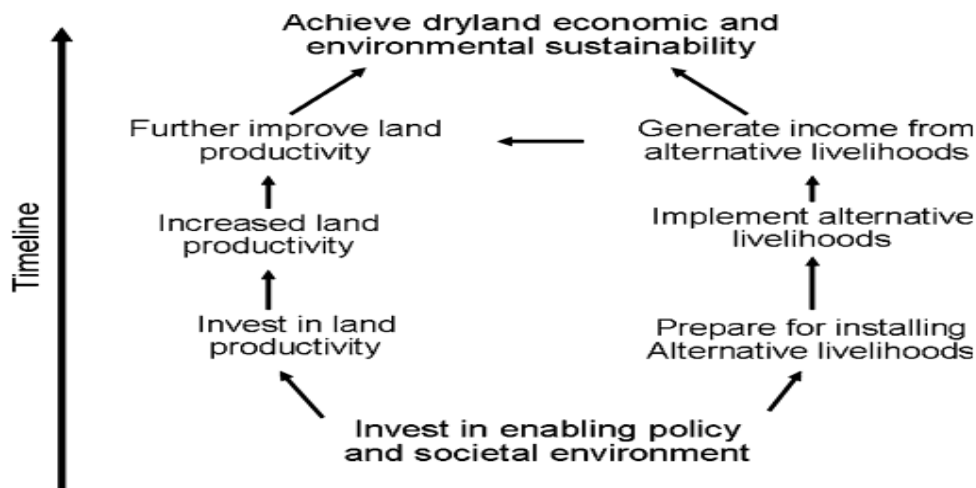 Achieve dryland economic and
environmental sustainability
Further improve land
productivity
Generate income from
alternative livelihoods
Increased land
productivity
Implement alternative
livelihoods
Timeline
Invest in land
productivity
Prepare for installing
Alternative livelihoods
Invest in enabling policy
and societal environment